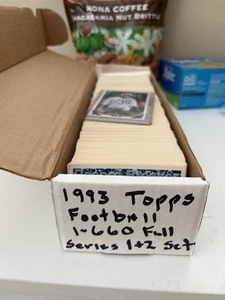 KONA COFFEE
MACADAMIA NUT BRITTLE
1993 Topps
Football
1-660 Full
Series 1+2 Set